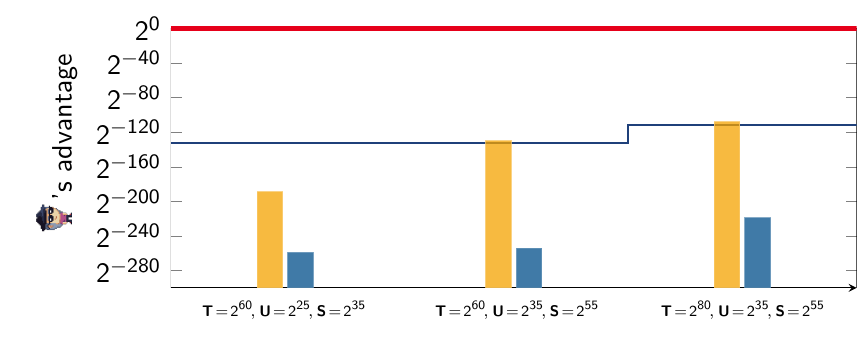 2^0
2^−40
2^−80
2^−120
2^−160
2^−200
2^−240
2^−280
's advantage
T = 2^60, U = 2^25, S = 2^35
T = 2^60, U = 2^35, S = 2^55
T = 2^80, U = 2^35, S = 2^55